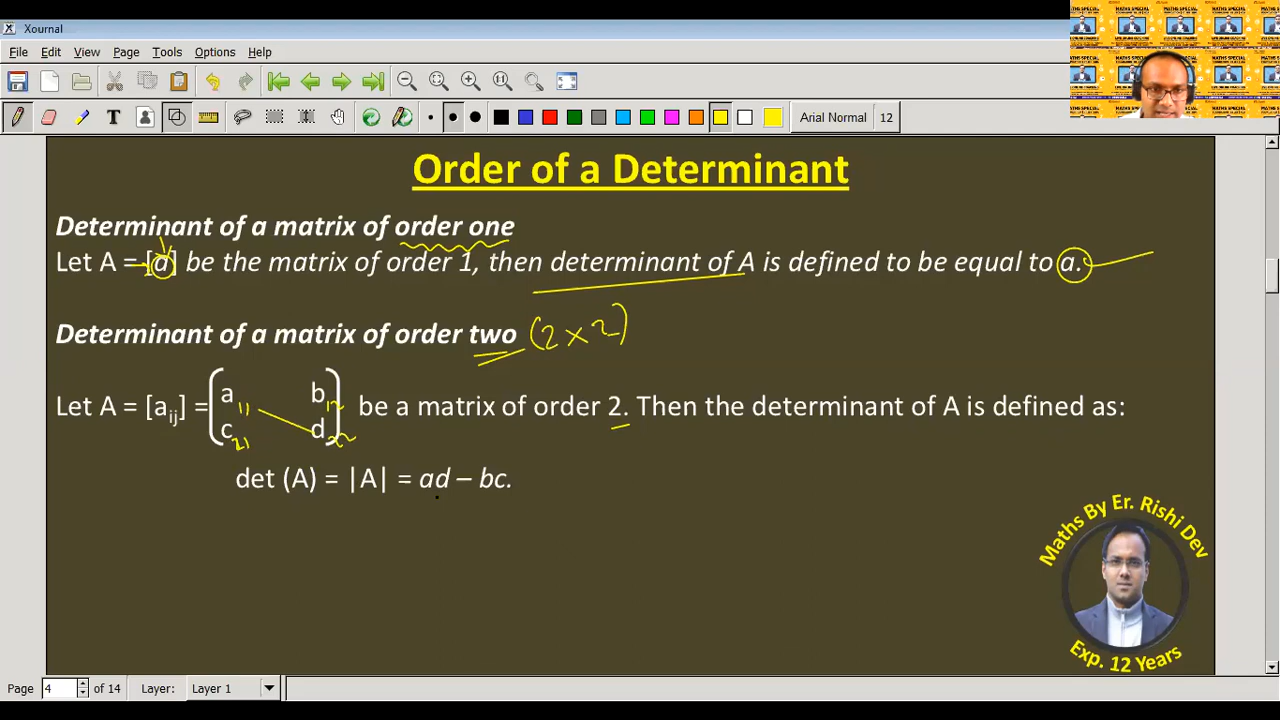 Xournal
File Edit View Page Tools Options Help
T Arial Normal 12
Order of a Determinant
Determinant of a matrix of order one
Let A = [a] be the matrix of order 1, then determinant of A is defined to be equal to a.
Determinant of a matrix of order two (2 × 2)
Let A = [aij] = a 11 b 12 be a matrix of order 2. Then the determinant of A is defined as:
c 21 d 22
det (A) = |A| = ad – bc.
Maths By Er. Rishi Dev
Exp. 12 Years
Page 4 of 14 Layer: Layer 1